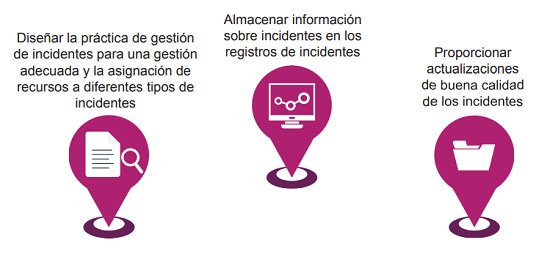 Diseñar la práctica de gestión
de incidentes para una gestión
adecuada y la asignación de
recursos a diferentes tipos de
incidentes
Almacenar información
sobre incidentes en los
registros de incidentes
Proporcionar
actualizaciones
de buena calidad
de los incidentes